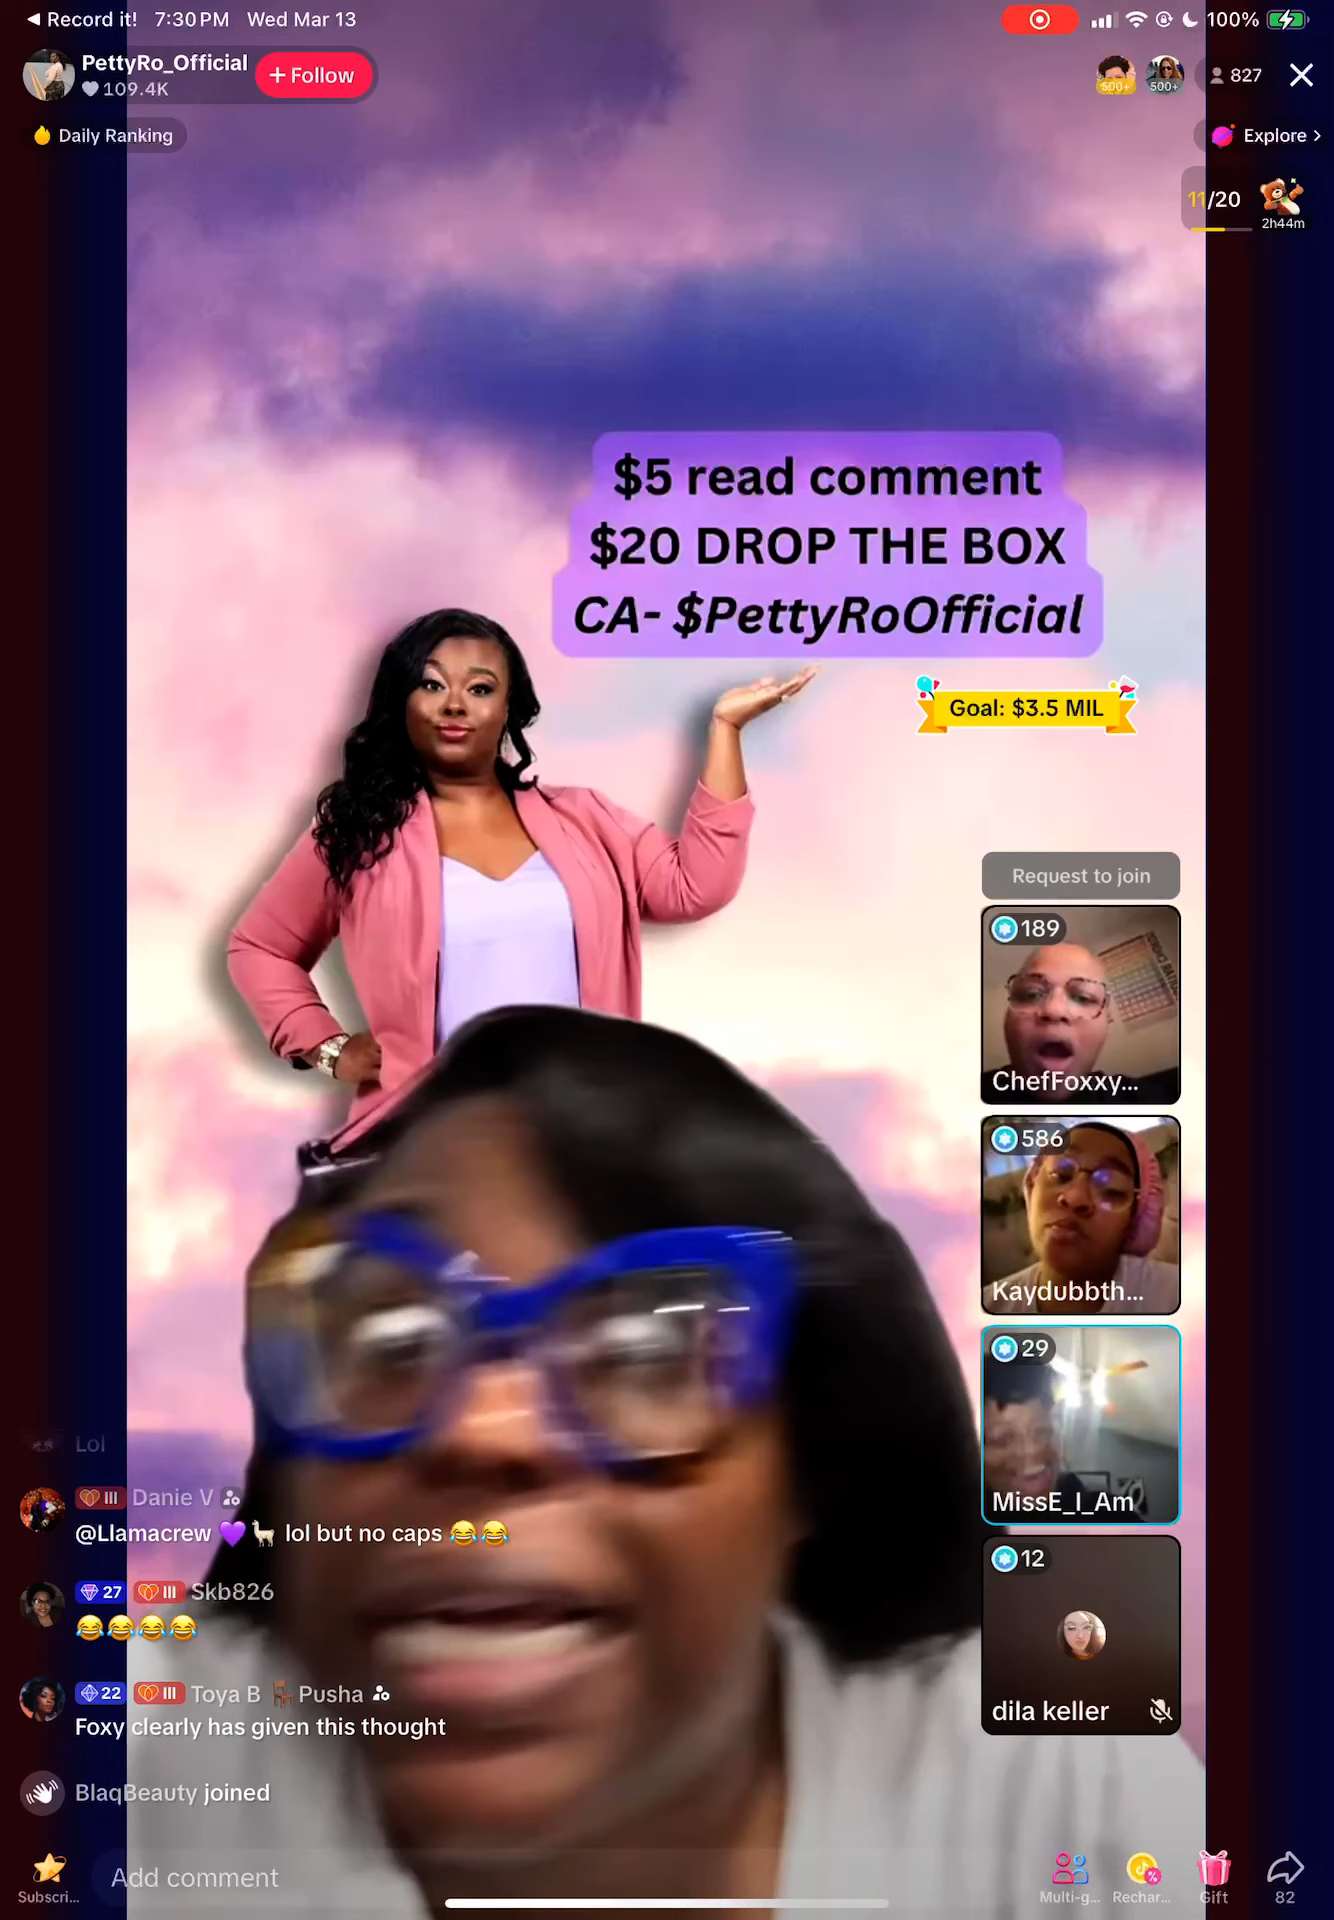 ◀ Record it! 7:30 PM Wed Mar 13
100%
PettyRo_Official
109.4K
+ Follow
500+
500+
827
Daily Ranking
Explore >
11/20
2h44m
$5 read comment
$20 DROP THE BOX
CA- $PettyRoOfficial
Goal: $3.5 MIL
Request to join
189
ChefFoxxy...
586
Kaydubbth...
29
MissE_I_Am
12
dila keller
Lol
III Danie V
@Llamacrew 💜🦙 lol but no caps 😂😂
27 III Skb826
😂😂😂😂
22 III Toya B 🪑Pusha
Foxy clearly has given this thought
BlaqBeauty joined
Subscri...
Add comment
Multi-g...
Rechar...
Gift
82